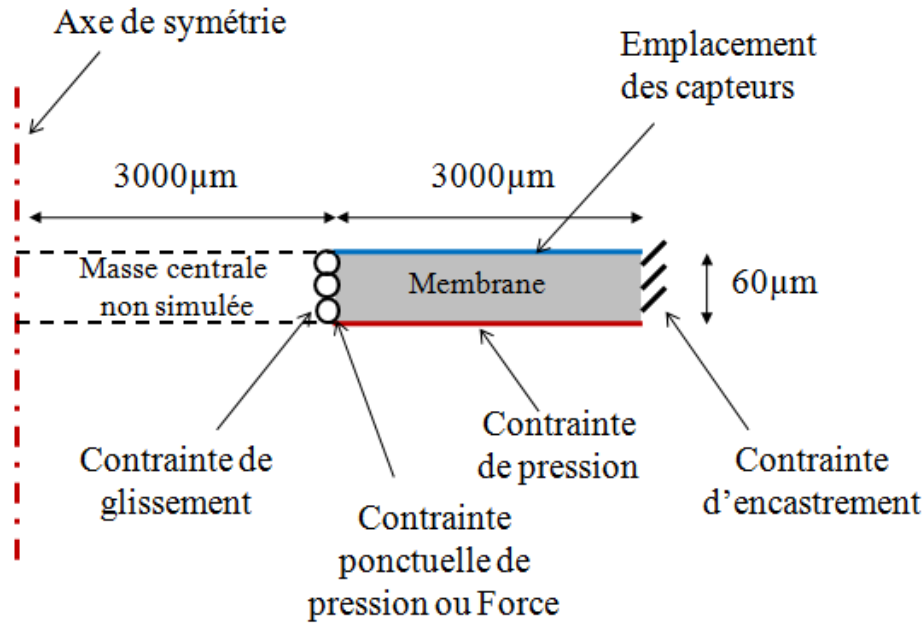 Axe de symétrie
Emplacement
des capteurs
3000µm
3000µm
Masse centrale
non simulée
Membrane
60µm
Contrainte de
glissement
Contrainte
de pression
Contrainte
d’encastrement
Contrainte
ponctuelle de
pression ou Force